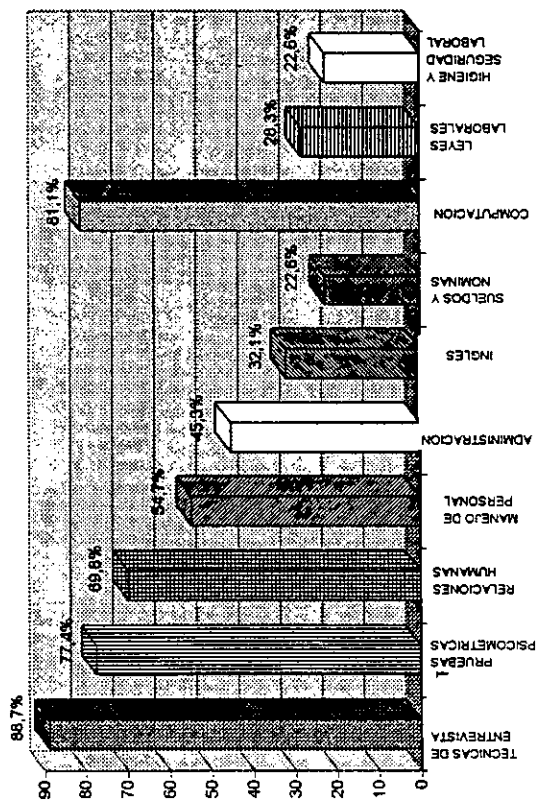 88,7%
77,4%
69,8%
54,7%
45,3%
32,1%
22,6%
81,1%
28,3%
22,6%
90
80
70
60
50
40
30
20
10
0
TECNICAS DE
ENTREVISTA
PRUEBAS
PSICOMETRICAS
RELACIONES
HUMANAS
MANEJO DE
PERSONAL
ADMINISTRACION
INGLES
SUELDOS Y
NOMINAS
COMPUTACION
LEYES
LABORALES
HIGIENE Y
SEGURIDAD
LABORAL